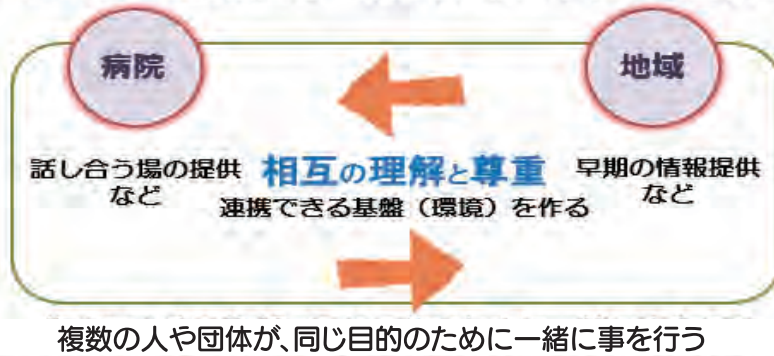 病院
地域
話し合う場の提供
など
相互の理解と尊重
連携できる基盤（環境）を作る
早期の情報提供
など
複数の人や団体が、同じ目的のために一緒に事を行う